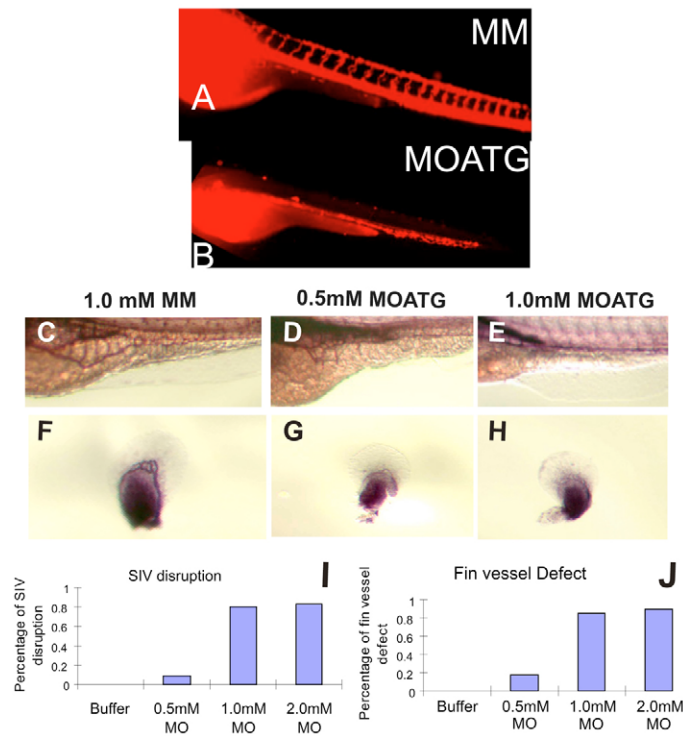 MM
A
MOATG
B
1.0 mM MM
0.5mM MOATG
1.0mM MOATG
C
D
E
F
G
H
SIV disruption
I
Percentage of SIV
disruption
1
0.8
0.6
0.4
0.2
0
Buffer
0.5mM
MO
1.0mM
MO
2.0mM
MO
Fin vessel Defect
J
Percentage of fin vessel
defect
1
0.8
0.6
0.4
0.2
0
Buffer
0.5mM
MO
1.0mM
MO
2.0mM
MO